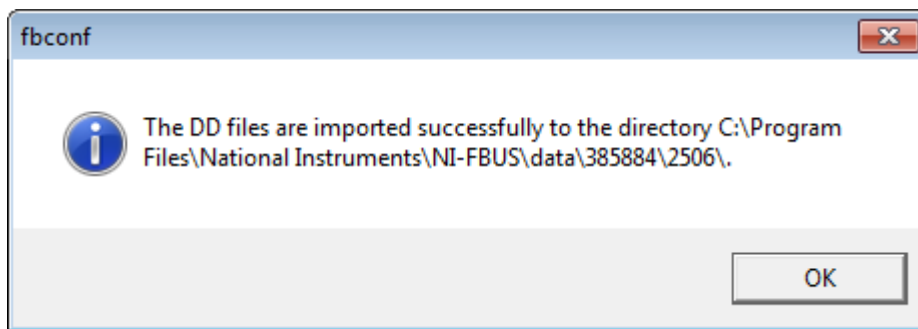 fbconf
The DD files are imported successfully to the directory C:\Program
Files\National Instruments\NI-FBUS\data\385884\2506\.
OK